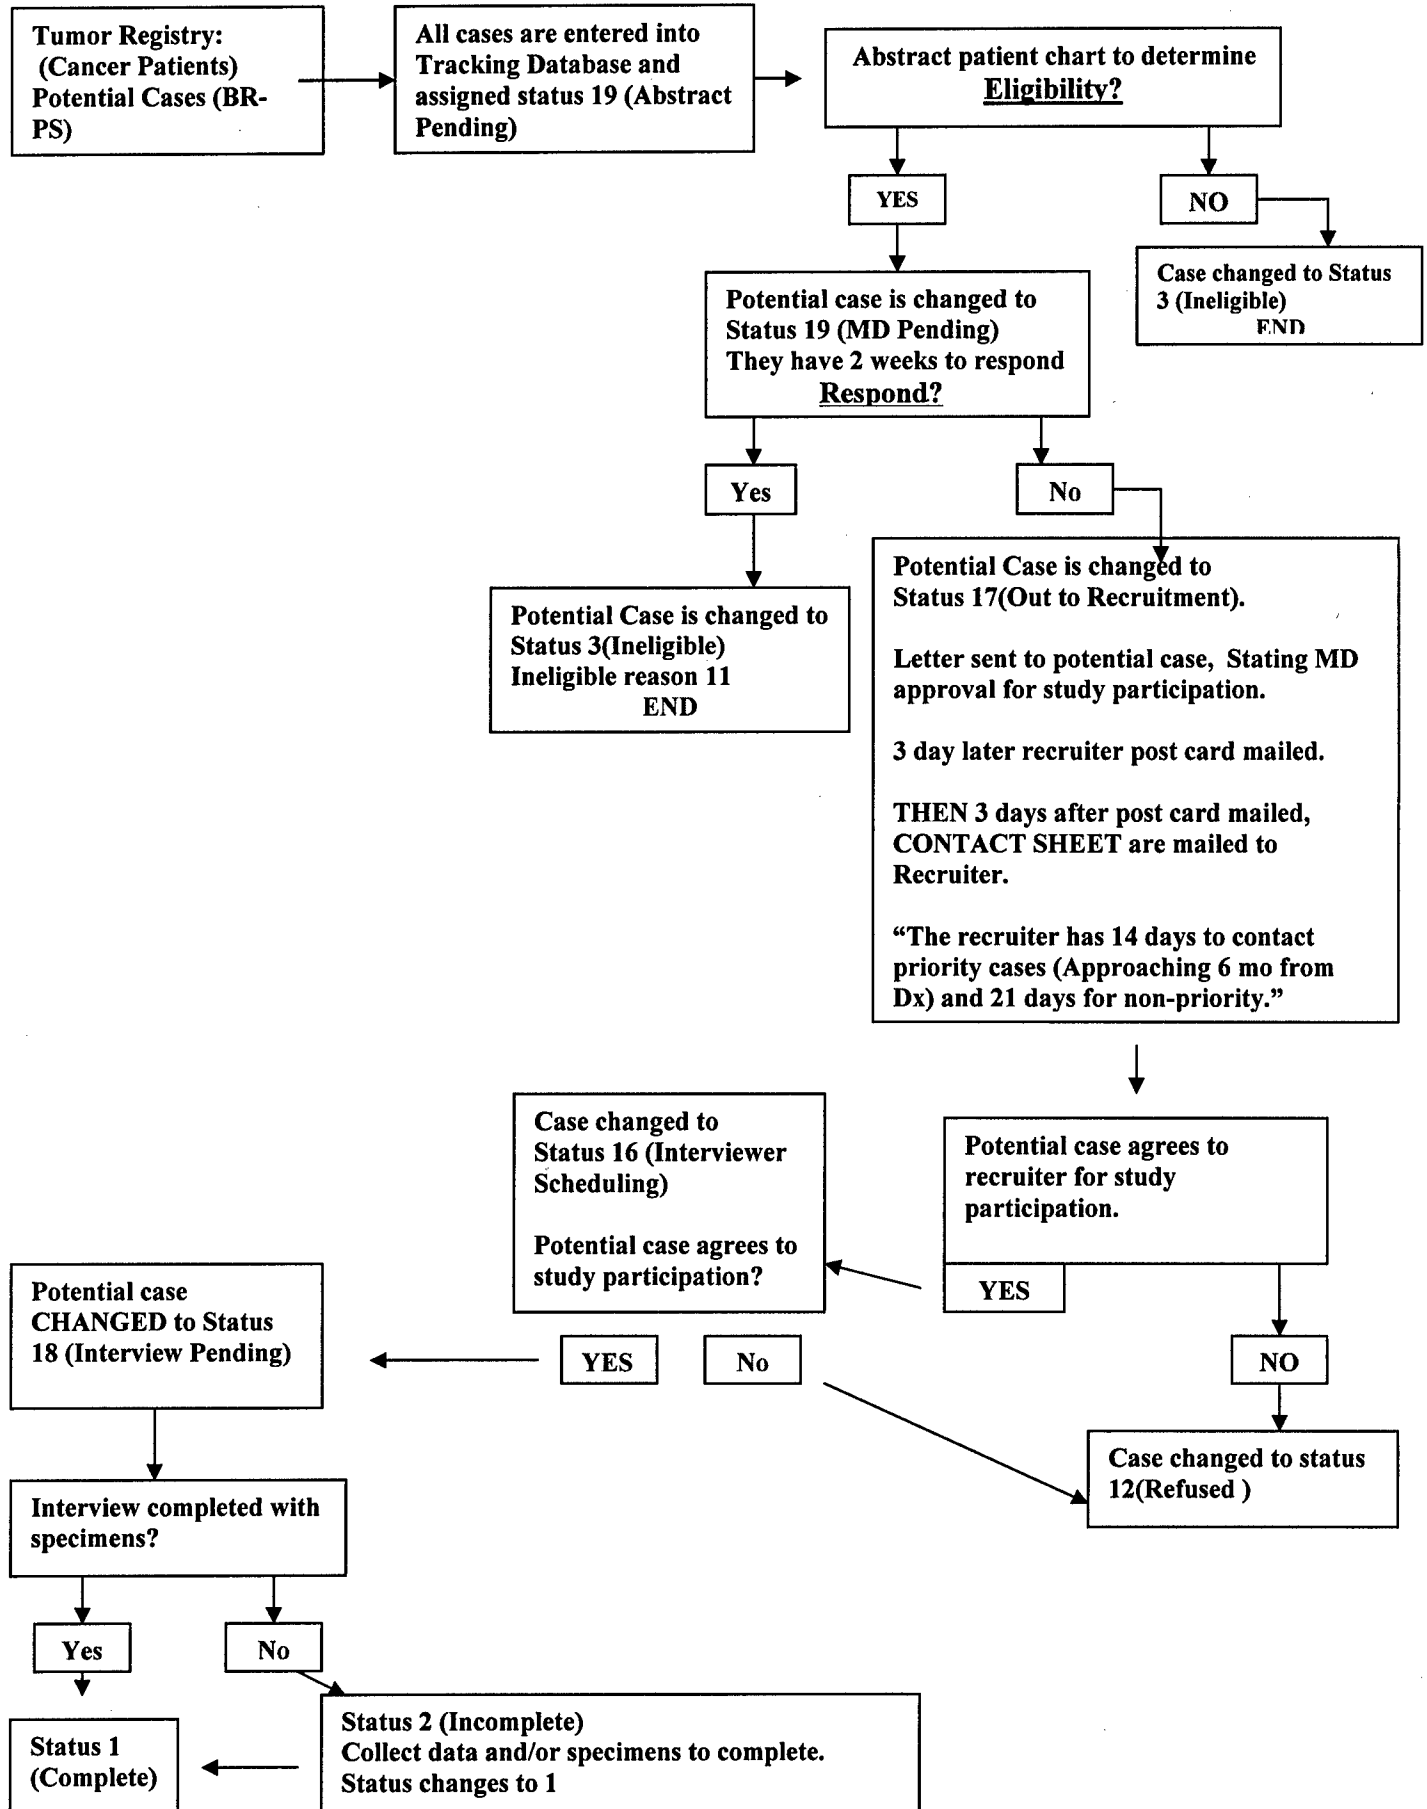 Tumor Registry:
(Cancer Patients)
Potential Cases (BR-
PS)
All cases are entered into
Tracking Database and
assigned status 19 (Abstract
Pending)
Abstract patient chart to determine
Eligibility?
YES
NO
Case changed to Status
3 (Ineligible)
END
Potential case is changed to
Status 19 (MD Pending)
They have 2 weeks to respond
Respond?
Yes
No
Potential Case is changed to
Status 3(Ineligible)
Ineligible reason 11
END
Potential Case is changed to
Status 17(Out to Recruitment).
Letter sent to potential case, Stating MD
approval for study participation.
3 day later recruiter post card mailed.
THEN 3 days after post card mailed,
CONTACT SHEET are mailed to
Recruiter.
“The recruiter has 14 days to contact
priority cases (Approaching 6 mo from
Dx) and 21 days for non-priority.”
Potential case agrees to
recruiter for study
participation.
YES
NO
Case changed to status
12(Refused )
Case changed to
Status 16 (Interviewer
Scheduling)
Potential case agrees to
study participation?
YES
No
Potential case
CHANGED to Status
18 (Interview Pending)
Interview completed with
specimens?
Yes
No
Status 1
(Complete)
Status 2 (Incomplete)
Collect data and/or specimens to complete.
Status changes to 1